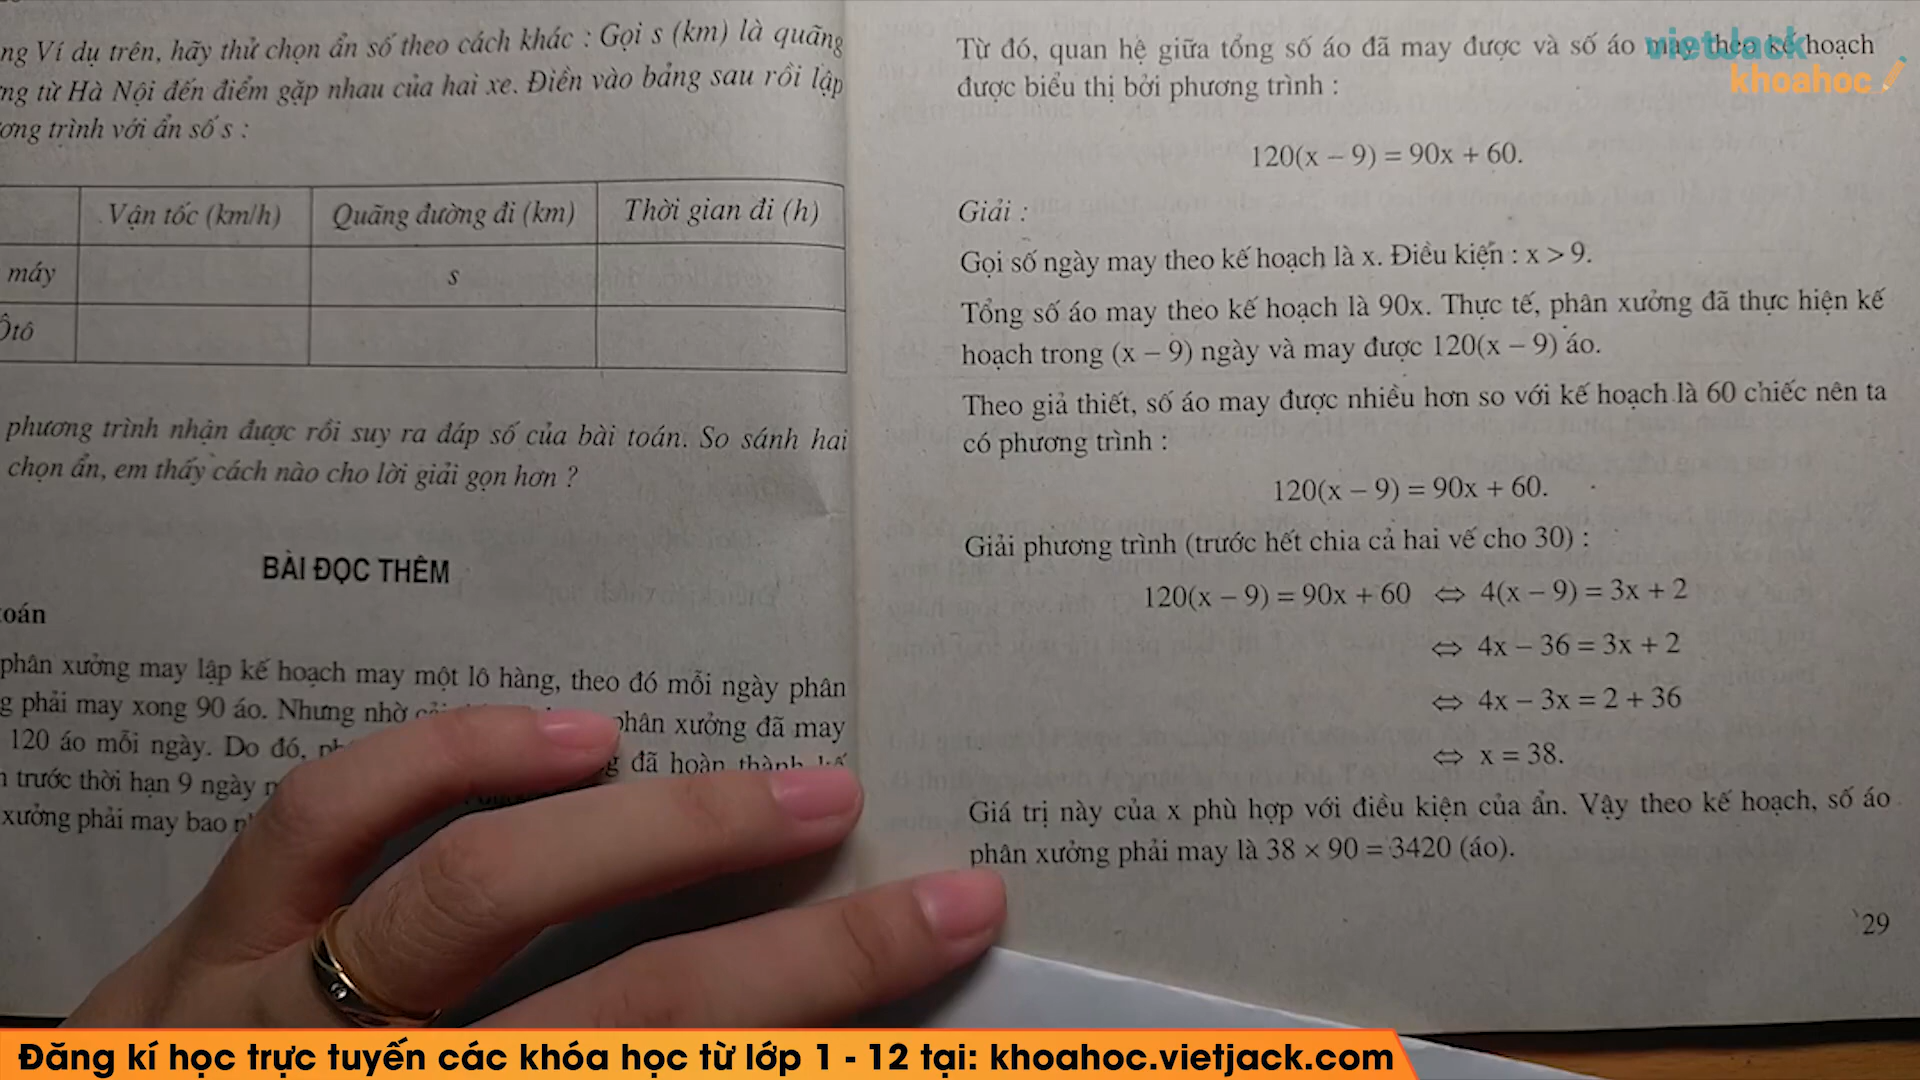 ng Ví dụ trên, hãy thử chọn ẩn số theo cách khác : Gọi s (km) là quãng
ng từ Hà Nội đến điểm gặp nhau của hai xe. Điền vào bảng sau rồi lập
ơng trình với ẩn số s :
Vận tốc (km/h) Quãng đường đi (km) Thời gian đi (h)
máy s
Ôtô
phương trình nhận được rồi suy ra đáp số của bài toán. So sánh hai
chọn ẩn, em thấy cách nào cho lời giải gọn hơn ?
BÀI ĐỌC THÊM
toán
phân xưởng may lập kế hoạch may một lô hàng, theo đó mỗi ngày phân
g phải may xong 90 áo. Nhưng nhờ phân xưởng đã may
120 áo mỗi ngày. Do đó, đã hoàn thành kế
trước thời hạn 9 ngày
xưởng phải may bao
Từ đó, quan hệ giữa tổng số áo đã may được và số áo may theo kế hoạch
được biểu thị bởi phương trình :
120(x – 9) = 90x + 60.
Giải :
Gọi số ngày may theo kế hoạch là x. Điều kiện : x > 9.
Tổng số áo may theo kế hoạch là 90x. Thực tế, phân xưởng đã thực hiện kế
hoạch trong (x – 9) ngày và may được 120(x – 9) áo.
Theo giả thiết, số áo may được nhiều hơn so với kế hoạch là 60 chiếc nên ta
có phương trình :
120(x – 9) = 90x + 60.
Giải phương trình (trước hết chia cả hai vế cho 30) :
120(x – 9) = 90x + 60 ⇔ 4(x – 9) = 3x + 2
⇔ 4x – 36 = 3x + 2
⇔ 4x – 3x = 2 + 36
⇔ x = 38.
Giá trị này của x phù hợp với điều kiện của ẩn. Vậy theo kế hoạch, số áo
phân xưởng phải may là 38 × 90 = 3420 (áo).
29
vietJack
khoahoc
Đăng kí học trực tuyến các khóa học từ lớp 1 - 12 tại: khoahoc.vietjack.com